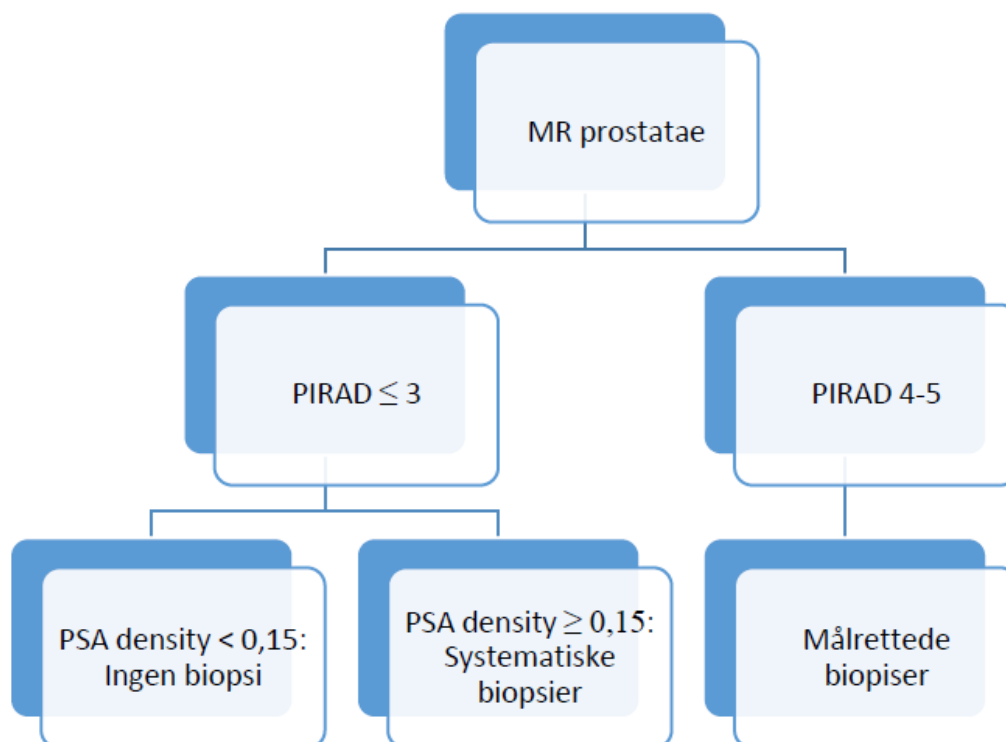 MR prostatae
PIRAD ≤ 3
PIRAD 4-5
PSA density < 0,15:
Ingen biopsi
PSA density ≥ 0,15:
Systematiske
biopsier
Målrettede
biopiser